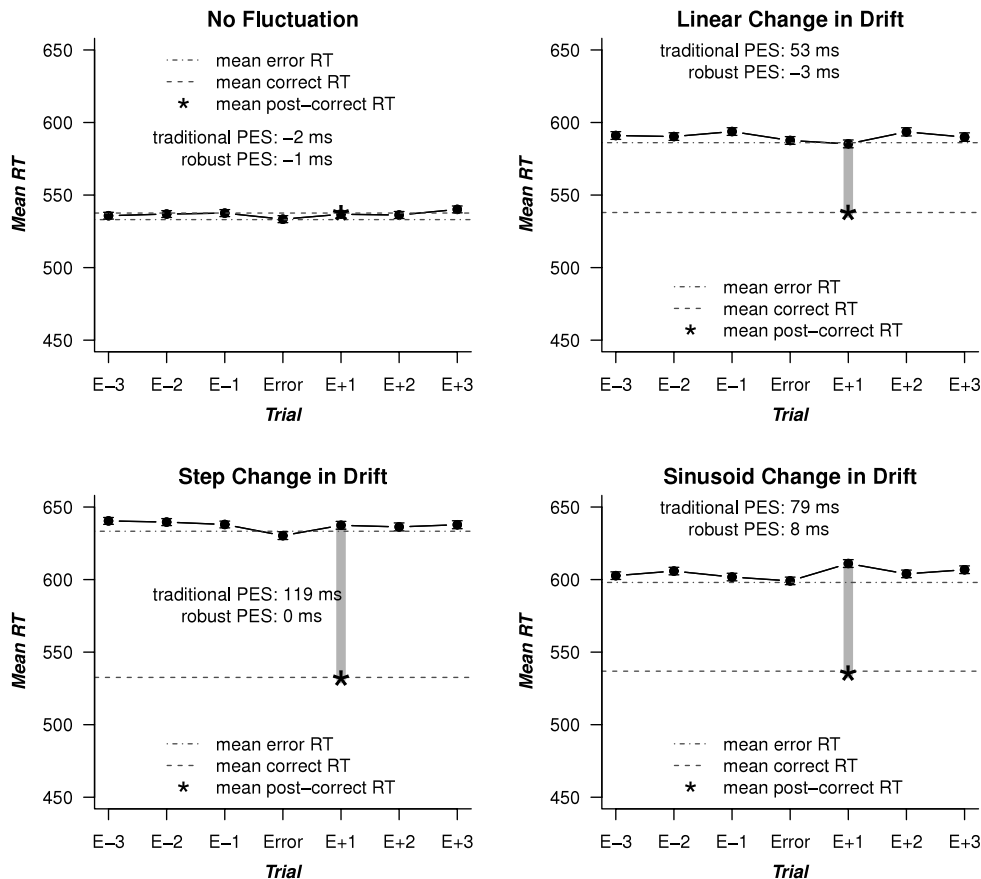 No Fluctuation
650
600
550
500
450
Mean RT
mean error RT
mean correct RT
* mean post−correct RT
traditional PES: −2 ms
robust PES: −1 ms
E−3 E−2 E−1 Error E+1 E+2 E+3
Trial
Linear Change in Drift
650
600
550
500
450
Mean RT
traditional PES: 53 ms
robust PES: −3 ms
mean error RT
mean correct RT
* mean post−correct RT
E−3 E−2 E−1 Error E+1 E+2 E+3
Trial
Step Change in Drift
650
600
550
500
450
Mean RT
traditional PES: 119 ms
robust PES: 0 ms
mean error RT
mean correct RT
* mean post−correct RT
E−3 E−2 E−1 Error E+1 E+2 E+3
Trial
Sinusoid Change in Drift
650
600
550
500
450
Mean RT
traditional PES: 79 ms
robust PES: 8 ms
mean error RT
mean correct RT
* mean post−correct RT
E−3 E−2 E−1 Error E+1 E+2 E+3
Trial